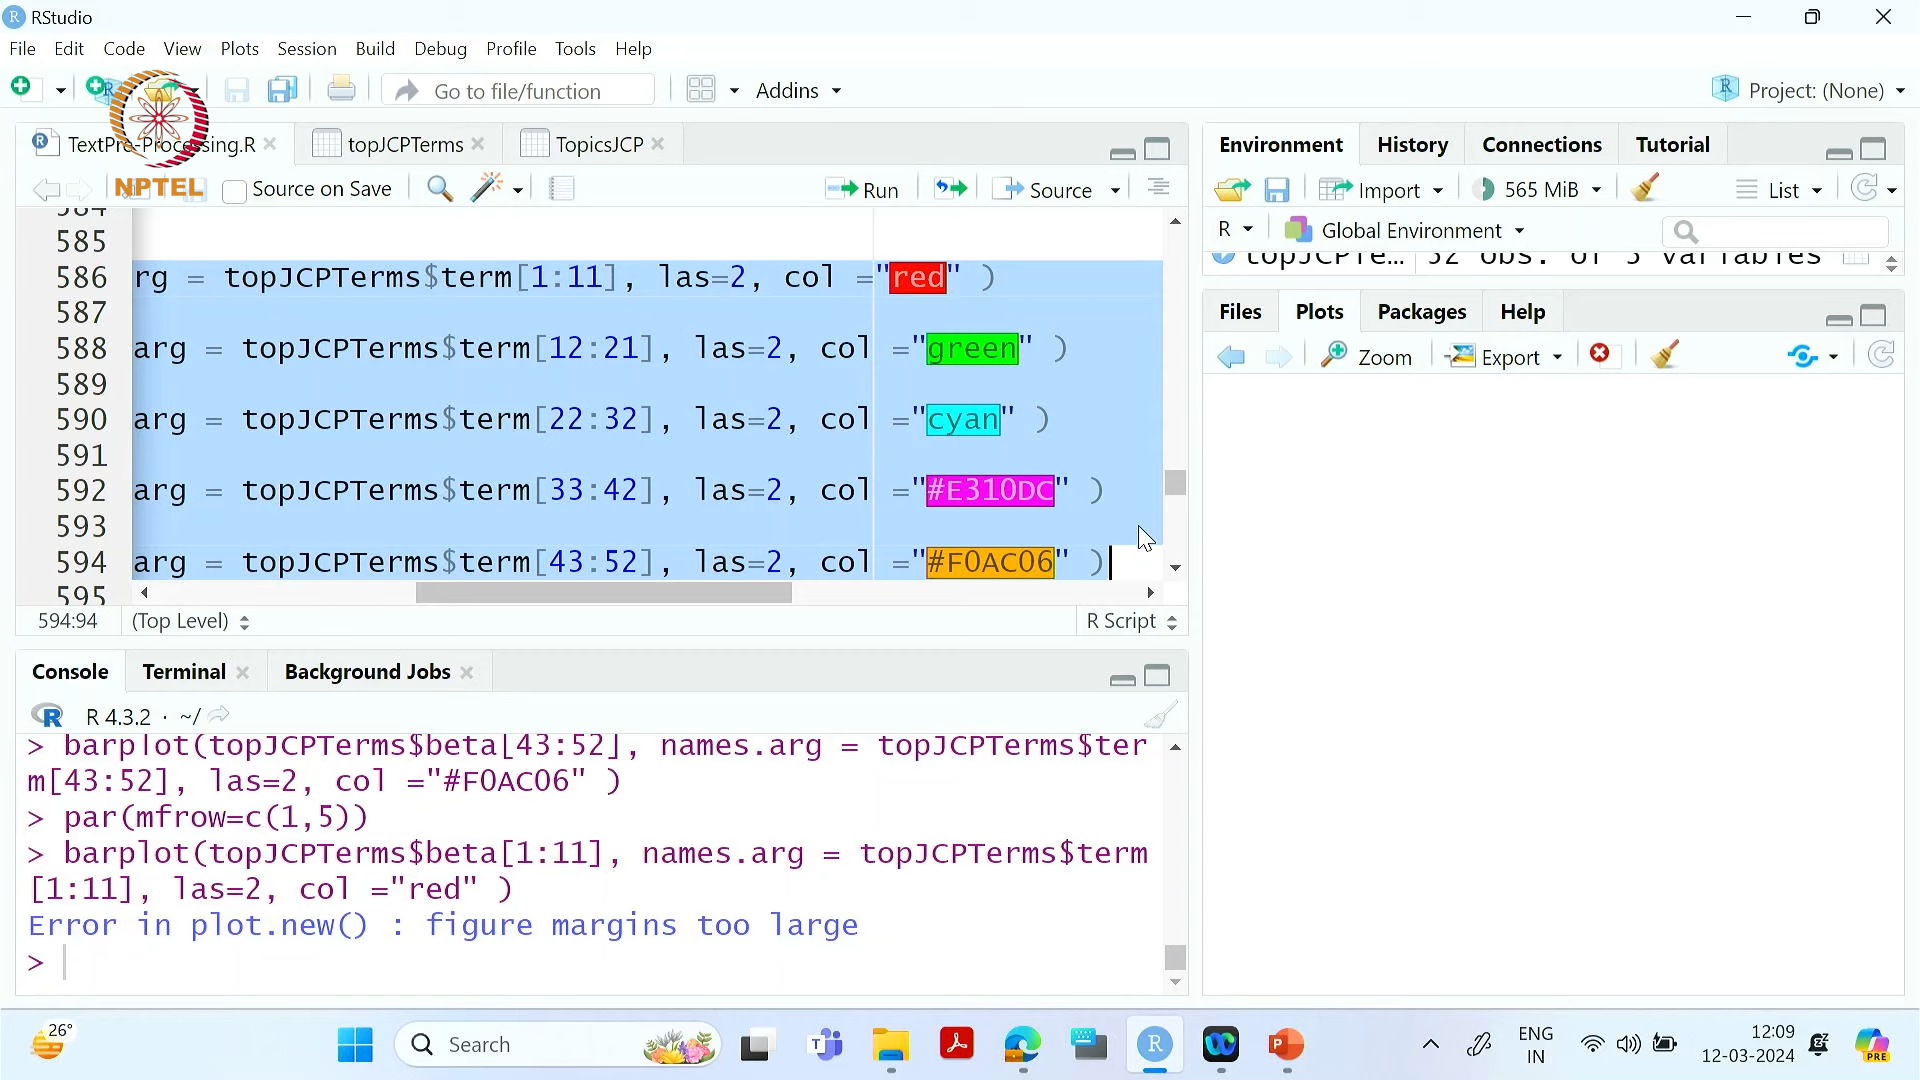 RStudio
File Edit Code View Plots Session Build Debug Profile Tools Help
Go to file/function Addins Project: (None)
TextPre-Processing.R topJCPTerms TopicsJCP
NPTEL
Source on Save Run Source
584
585
586 rg = topJCPTerms$term[1:11], las=2, col ="red" )
587
588 arg = topJCPTerms$term[12:21], las=2, col ="green" )
589
590 arg = topJCPTerms$term[22:32], las=2, col ="cyan" )
591
592 arg = topJCPTerms$term[33:42], las=2, col ="#E310DC" )
593
594 arg = topJCPTerms$term[43:52], las=2, col ="#F0AC06" )
595
594:94 (Top Level) R Script
Environment History Connections Tutorial
Import 565 MiB List
R Global Environment
topJCPTe... 52 obs. of 3 variables
Files Plots Packages Help
Zoom Export
Console Terminal Background Jobs
R 4.3.2 · ~/
> barplot(topJCPTerms$beta[43:52], names.arg = topJCPTerms$ter
m[43:52], las=2, col ="#F0AC06" )
> par(mfrow=c(1,5))
> barplot(topJCPTerms$beta[1:11], names.arg = topJCPTerms$term
[1:11], las=2, col ="red" )
Error in plot.new() : figure margins too large
>
26° Search ENG IN 12:09 12-03-2024 PRE